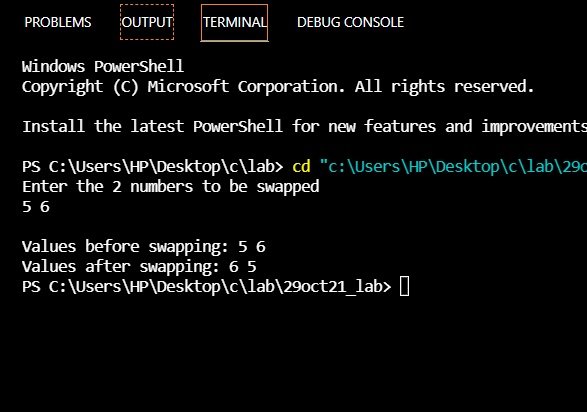 PROBLEMS OUTPUT TERMINAL DEBUG CONSOLE
Windows PowerShell
Copyright (C) Microsoft Corporation. All rights reserved.
Install the latest PowerShell for new features and improvements
PS C:\Users\HP\Desktop\c\lab> cd "c:\Users\HP\Desktop\c\lab\29o
Enter the 2 numbers to be swapped
5 6
Values before swapping: 5 6
Values after swapping: 6 5
PS C:\Users\HP\Desktop\c\lab\29oct21_lab>